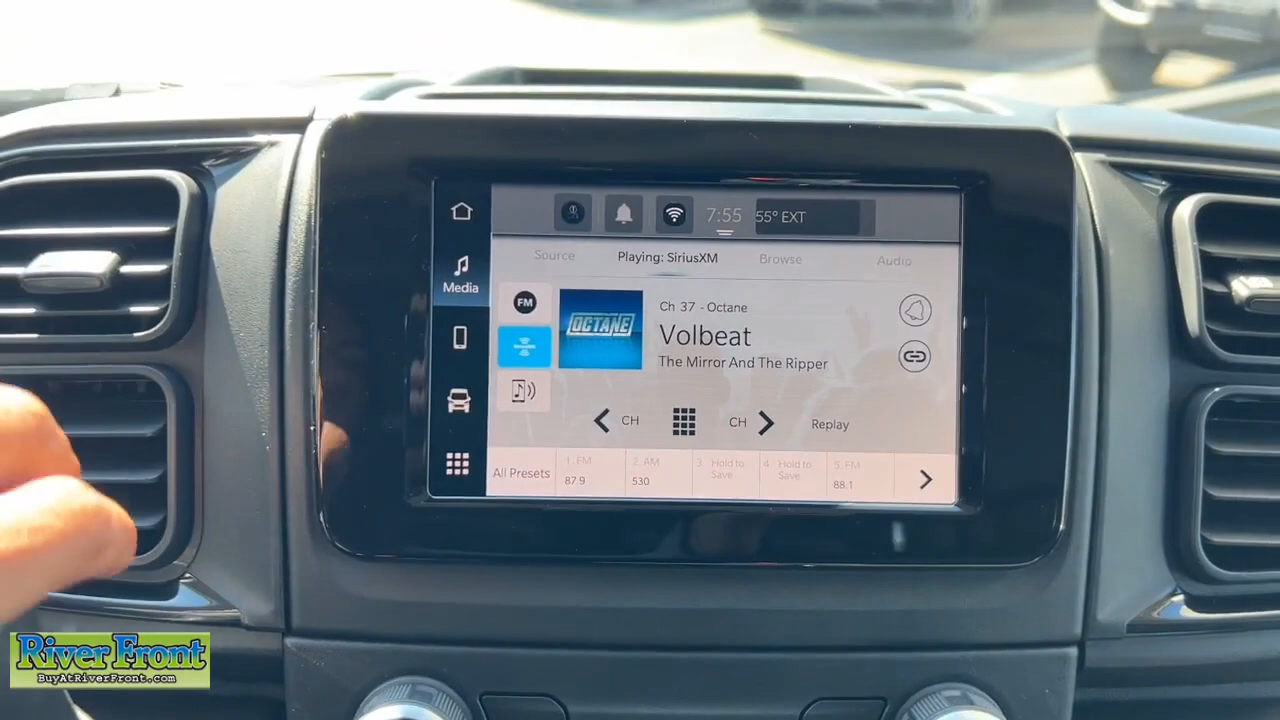 7:55
55° EXT
Source
Playing: SiriusXM
Browse
Audio
Media
FM
OCTANE
Ch 37 - Octane
Volbeat
The Mirror And The Ripper
CH
CH
Replay
All Presets
1. FM
87.9
2. AM
530
3 Hold to
Save
4 Hold to
Save
5. FM
88.1
River Front
BuyAtRiverFront.com